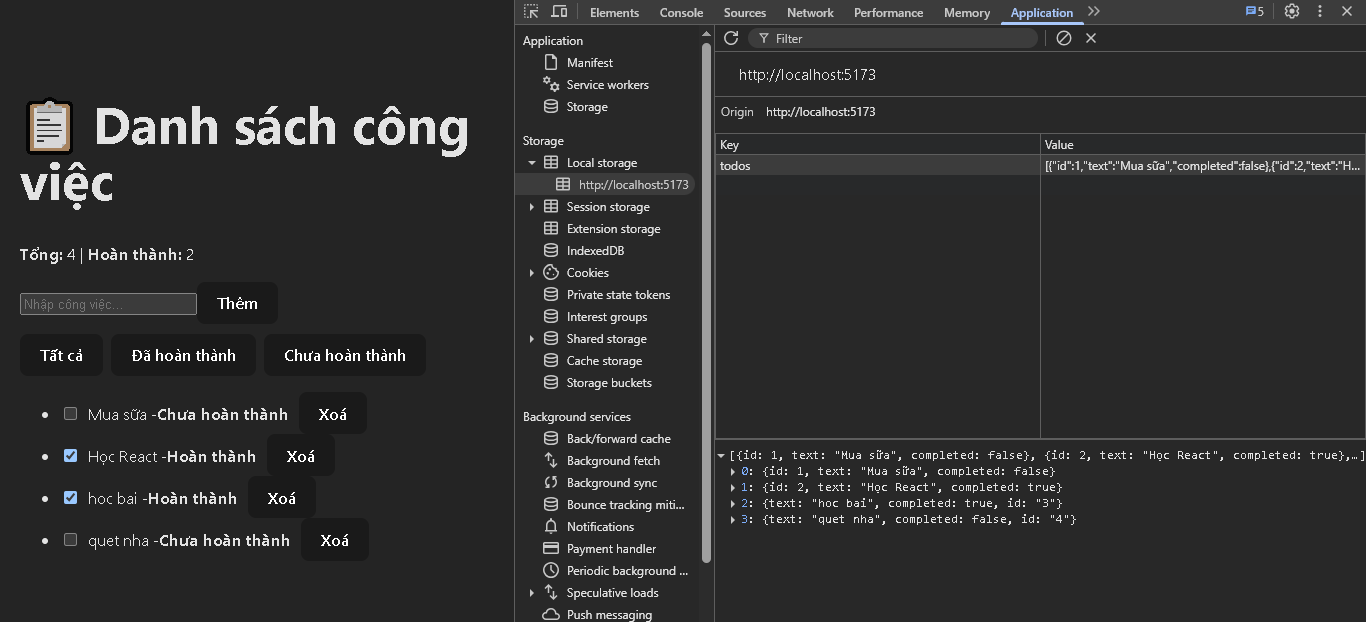 Danh sách công
việc
Tổng: 4 | Hoàn thành: 2
Nhập công việc...
Thêm
Tất cả
Đã hoàn thành
Chưa hoàn thành
Mua sữa -Chưa hoàn thành
Xoá
Học React -Hoàn thành
Xoá
hoc bai -Hoàn thành
Xoá
quet nha -Chưa hoàn thành
Xoá
Elements Console Sources Network Performance Memory Application 5
Application
Manifest
Service workers
Storage
Storage
Local storage
http://localhost:5173
Session storage
Extension storage
IndexedDB
Cookies
Private state tokens
Interest groups
Shared storage
Cache storage
Storage buckets
Background services
Back/forward cache
Background fetch
Background sync
Bounce tracking miti...
Notifications
Payment handler
Periodic background ...
Speculative loads
Push messaging
Filter
http://localhost:5173
Origin http://localhost:5173
Key Value
todos [{"id":1,"text":"Mua sữa","completed":false},{"id":2,"text":"H...
[{id: 1, text: "Mua sữa", completed: false}, {id: 2, text: "Học React", completed: true},…]
0: {id: 1, text: "Mua sữa", completed: false}
1: {id: 2, text: "Học React", completed: true}
2: {text: "hoc bai", completed: true, id: "3"}
3: {text: "quet nha", completed: false, id: "4"}